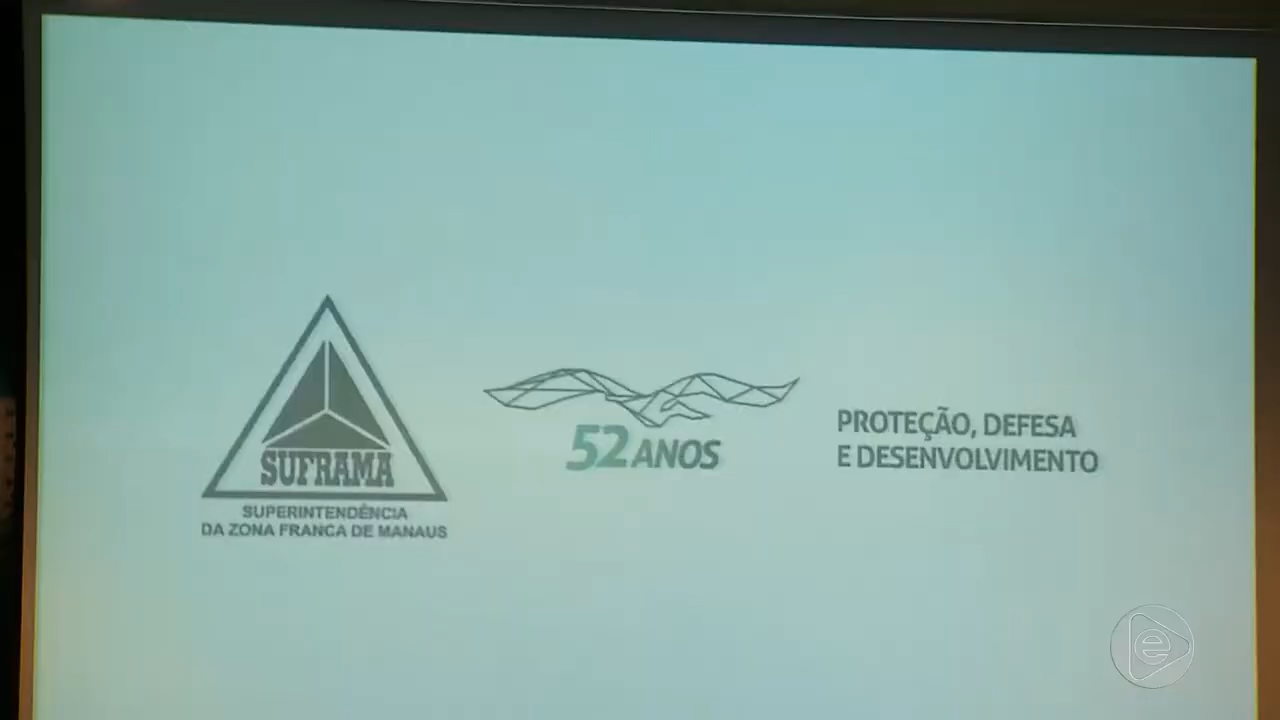 SUFRAMA
SUPERINTENDÊNCIA
DA ZONA FRANCA DE MANAUS
52 ANOS
PROTEÇÃO, DEFESA
E DESENVOLVIMENTO
e